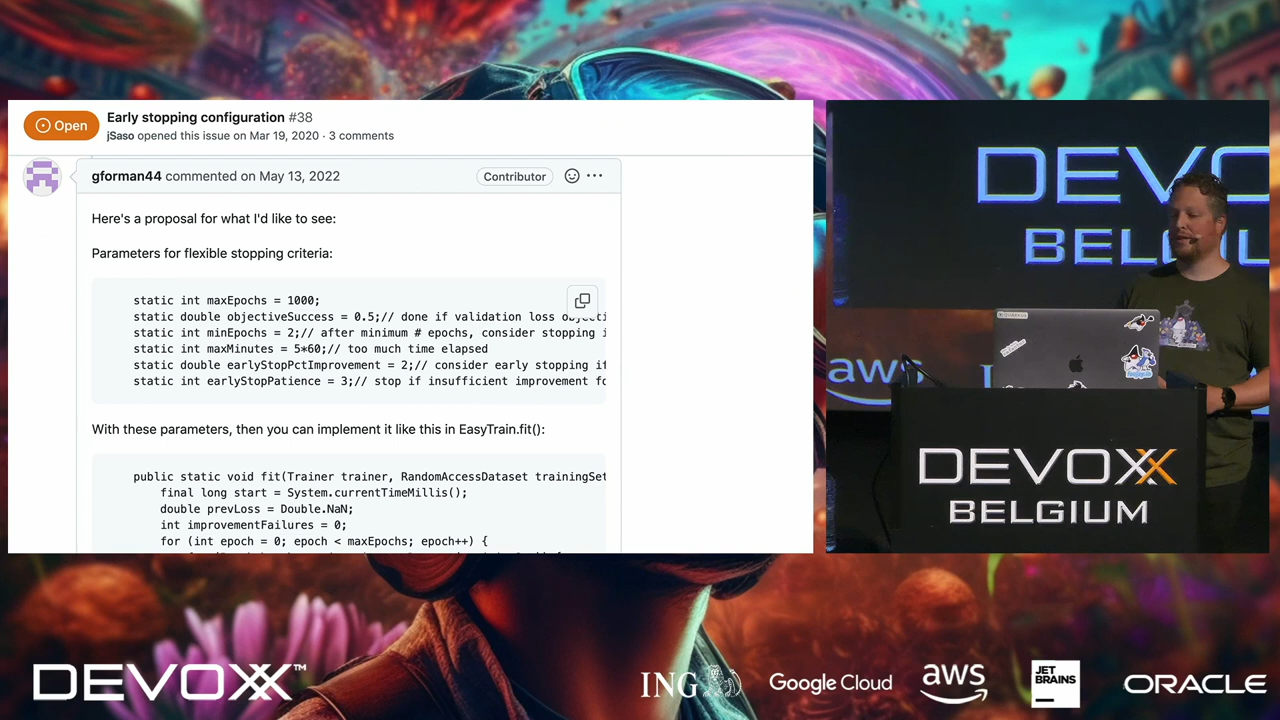 Open
Early stopping configuration #38
jSaso opened this issue on Mar 19, 2020 · 3 comments
gforman44 commented on May 13, 2022
Contributor
Here's a proposal for what I'd like to see:
Parameters for flexible stopping criteria:
static int maxEpochs = 1000;
static double objectiveSuccess = 0.5;// done if validation loss objecti
static int minEpochs = 2;// after minimum # epochs, consider stopping i
static int maxMinutes = 5*60;// too much time elapsed
static double earlyStopPctImprovement = 2;// consider early stopping if
static int earlyStopPatience = 3;// stop if insufficient improvement fo
With these parameters, then you can implement it like this in EasyTrain.fit():
public static void fit(Trainer trainer, RandomAccessDataset trainingSet
final long start = System.currentTimeMillis();
double prevLoss = Double.NaN;
int improvementFailures = 0;
for (int epoch = 0; epoch < maxEpochs; epoch++) {
DEVO
BELGIUM
aws
DEVOXX
BELGIUM
DEVOXX™
ING
Google Cloud
aws
JET
BRAINS
ORACLE